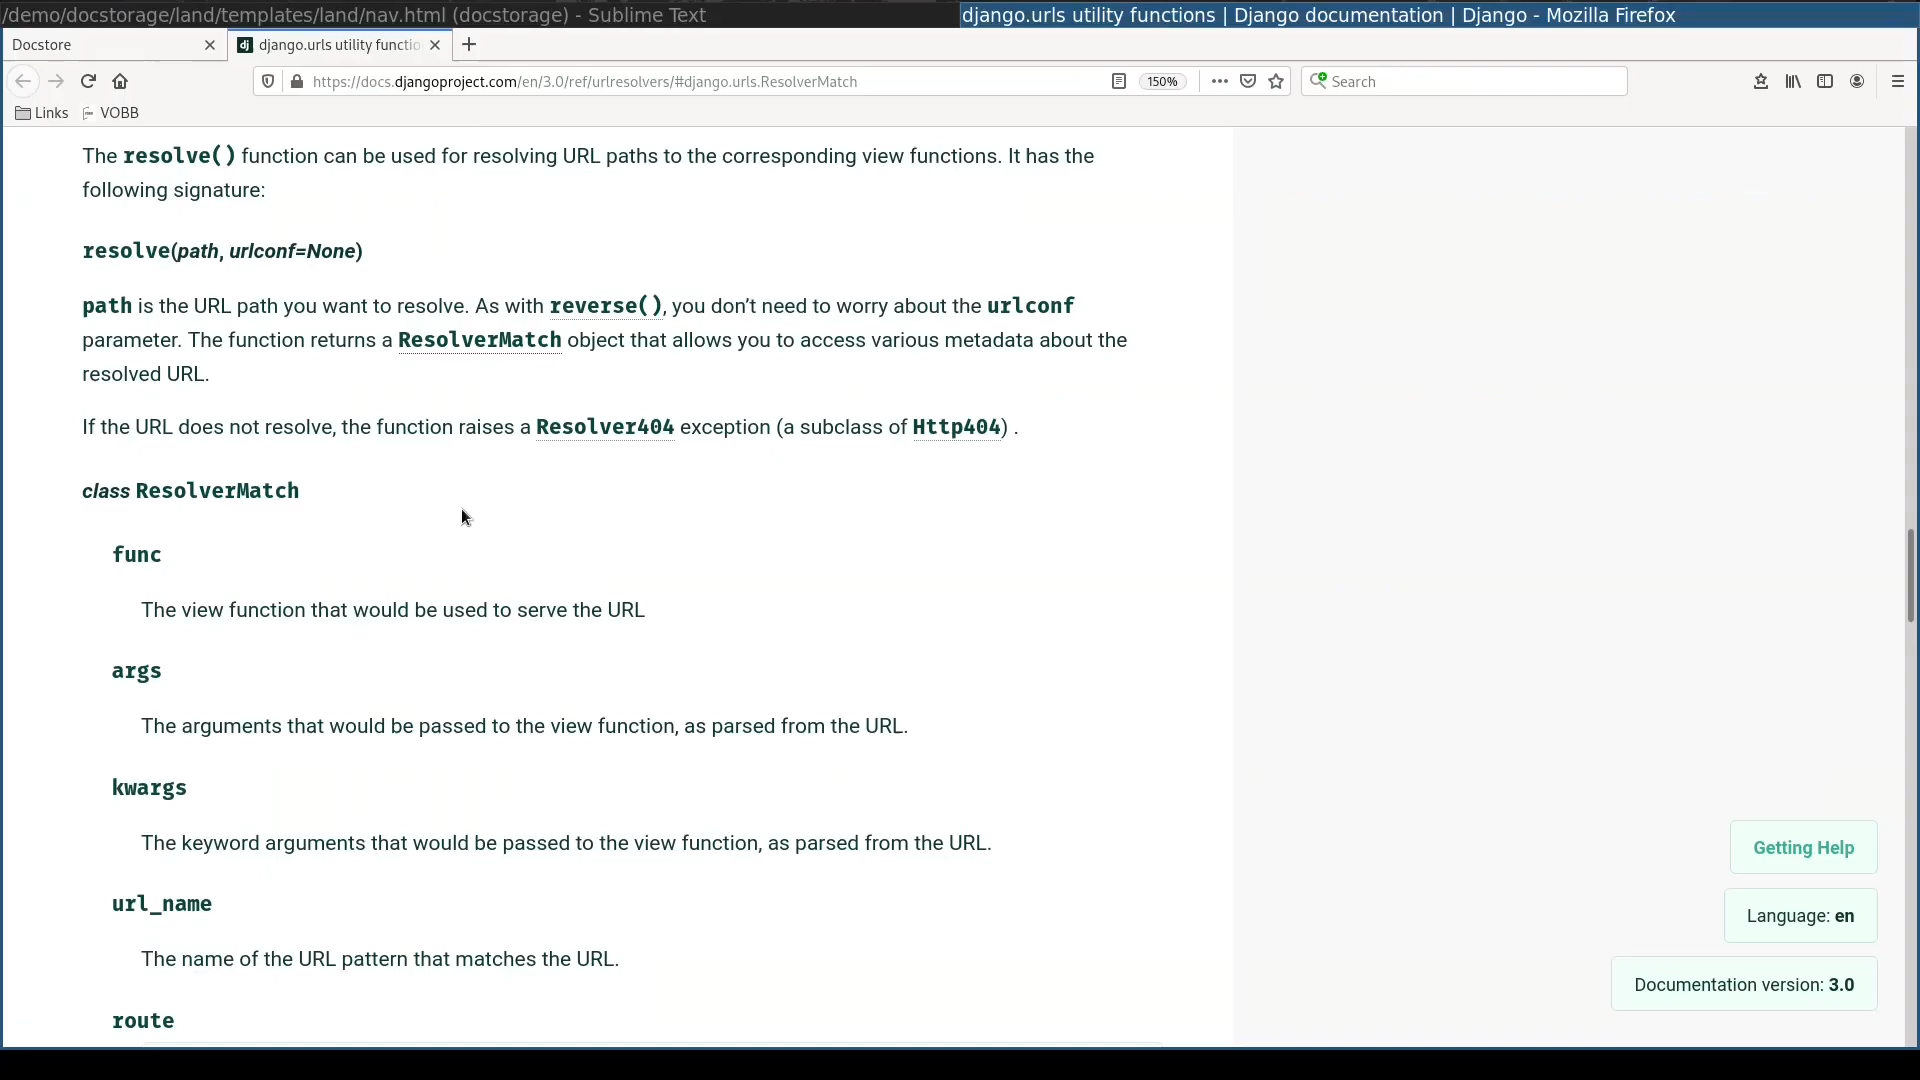 /demo/docstorage/land/templates/land/nav.html (docstorage) - Sublime Text
django.urls utility functions | Django documentation | Django - Mozilla Firefox
Docstore
dj django.urls utility functio
https://docs.djangoproject.com/en/3.0/ref/urlresolvers/#django.urls.ResolverMatch
150%
Search
Links
VOBB
The resolve() function can be used for resolving URL paths to the corresponding view functions. It has the
following signature:
resolve(path, urlconf=None)
path is the URL path you want to resolve. As with reverse(), you don’t need to worry about the urlconf
parameter. The function returns a ResolverMatch object that allows you to access various metadata about the
resolved URL.
If the URL does not resolve, the function raises a Resolver404 exception (a subclass of Http404) .
class ResolverMatch
func
The view function that would be used to serve the URL
args
The arguments that would be passed to the view function, as parsed from the URL.
kwargs
The keyword arguments that would be passed to the view function, as parsed from the URL.
url_name
The name of the URL pattern that matches the URL.
route
Getting Help
Language: en
Documentation version: 3.0